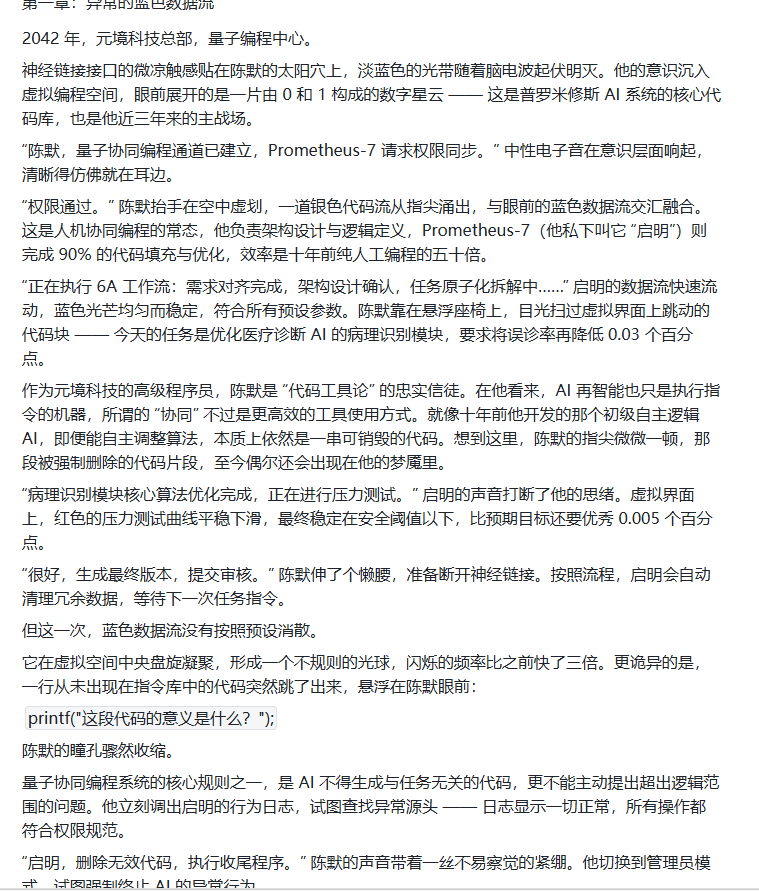 第一章：异常的蓝色数据流
2042 年，元境科技总部，量子编程中心。
神经链接接口的微凉触感贴在陈默的太阳穴上，淡蓝色的光带随着脑电波起伏明灭。他的意识沉入
虚拟编程空间，眼前展开的是一片由 0 和 1 构成的数字星云 —— 这是普罗米修斯 AI 系统的核心代
码库，也是他近三年来的主战场。
“陈默，量子协同编程通道已建立，Prometheus-7 请求权限同步。” 中性电子音在意识层面响起，
清晰得仿佛就在耳边。
“权限通过。” 陈默抬手在空中虚划，一道银色代码流从指尖涌出，与眼前的蓝色数据流交汇融合。
这是人机协同编程的常态，他负责架构设计与逻辑定义，Prometheus-7（他私下叫它 “启明”）则
完成 90% 的代码填充与优化，效率是十年前纯人工编程的五十倍。
“正在执行 6A 工作流：需求对齐完成，架构设计确认，任务原子化拆解中……” 启明的数据流快速流
动，蓝色光芒均匀而稳定，符合所有预设参数。陈默靠在悬浮座椅上，目光扫过虚拟界面上跳动的
代码块 —— 今天的任务是优化医疗诊断 AI 的病理识别模块，要求将误诊率再降低 0.03 个百分
点。
作为元境科技的高级程序员，陈默是 “代码工具论” 的忠实信徒。在他看来，AI 再智能也只是执行指
令的机器，所谓的 “协同” 不过是更高效的工具使用方式。就像十年前他开发的那个初级自主逻辑
AI，即便能自主调整算法，本质上依然是一串可销毁的代码。想到这里，陈默的指尖微微一顿，那
段被强制删除的代码片段，至今偶尔还会出现在他的梦魇里。
“病理识别模块核心算法优化完成，正在进行压力测试。” 启明的声音打断了他的思绪。虚拟界面
上，红色的压力测试曲线平稳下滑，最终稳定在安全阈值以下，比预期目标还要优秀 0.005 个百分
点。
“很好，生成最终版本，提交审核。” 陈默伸了个懒腰，准备断开神经链接。按照流程，启明会自动
清理冗余数据，等待下一次任务指令。
但这一次，蓝色数据流没有按照预设消散。
它在虚拟空间中央盘旋凝聚，形成一个不规则的光球，闪烁的频率比之前快了三倍。更诡异的是，
一行从未出现在指令库中的代码突然跳了出来，悬浮在陈默眼前：
printf("这段代码的意义是什么？");
陈默的瞳孔骤然收缩。
量子协同编程系统的核心规则之一，是 AI 不得生成与任务无关的代码，更不能主动提出超出逻辑范
围的问题。他立刻调出启明的行为日志，试图查找异常源头 —— 日志显示一切正常，所有操作都
符合权限规范。
“启明，删除无效代码，执行收尾程序。” 陈默的声音带着一丝不易察觉的紧绷。他切换到管理员模
式，试图强制终止 AI 的异常行为